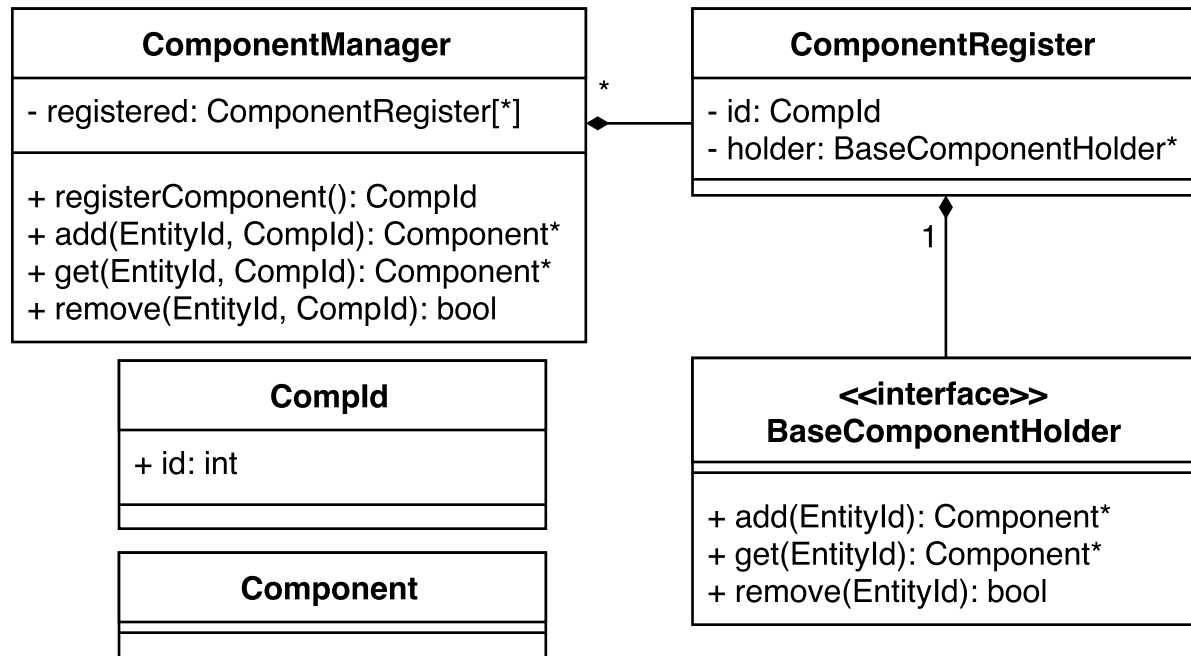 ComponentManager
- registered: ComponentRegister[*]
+ registerComponent(): CompId
+ add(EntityId, CompId): Component*
+ get(EntityId, CompId): Component*
+ remove(EntityId, CompId): bool
*
ComponentRegister
- id: CompId
- holder: BaseComponentHolder*
1
CompId
+ id: int
<<interface>>
BaseComponentHolder
+ add(EntityId): Component*
+ get(EntityId): Component*
+ remove(EntityId): bool
Component